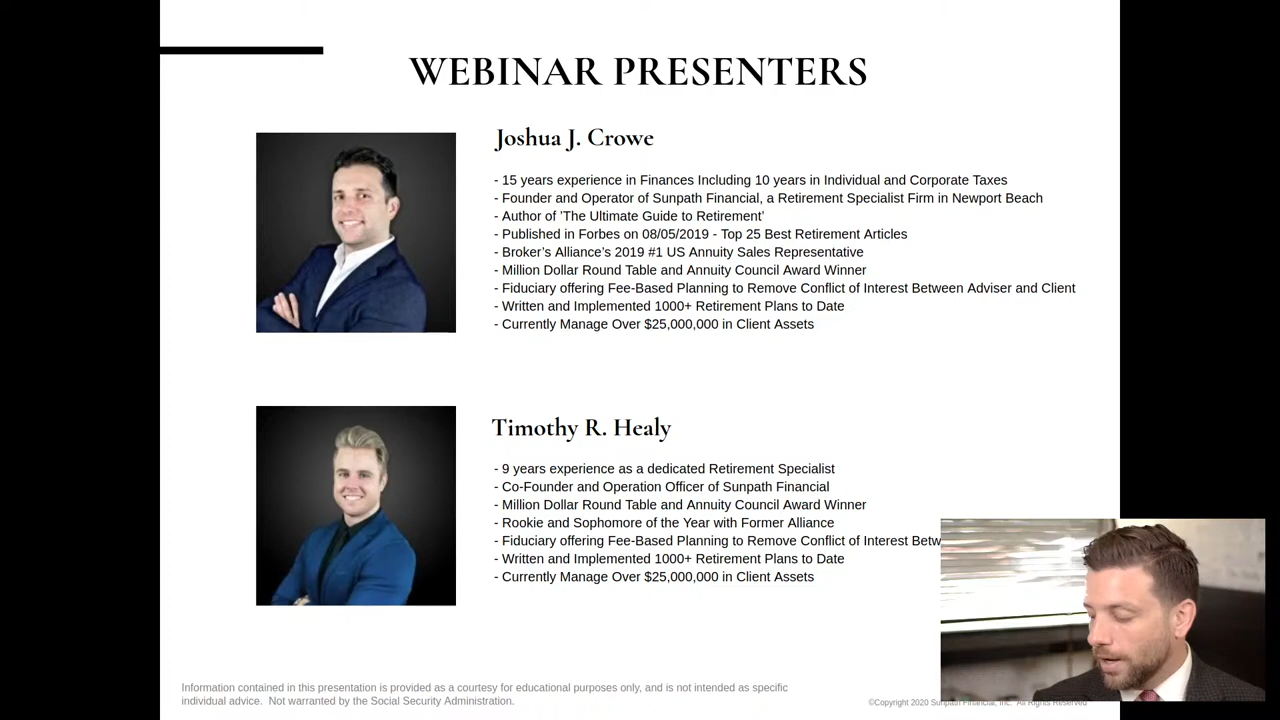 WEBINAR PRESENTERS
Joshua J. Crowe
- 15 years experience in Finances Including 10 years in Individual and Corporate Taxes
- Founder and Operator of Sunpath Financial, a Retirement Specialist Firm in Newport Beach
- Author of 'The Ultimate Guide to Retirement'
- Published in Forbes on 08/05/2019 - Top 25 Best Retirement Articles
- Broker’s Alliance’s 2019 #1 US Annuity Sales Representative
- Million Dollar Round Table and Annuity Council Award Winner
- Fiduciary offering Fee-Based Planning to Remove Conflict of Interest Between Adviser and Client
- Written and Implemented 1000+ Retirement Plans to Date
- Currently Manage Over $25,000,000 in Client Assets
Timothy R. Healy
- 9 years experience as a dedicated Retirement Specialist
- Co-Founder and Operation Officer of Sunpath Financial
- Million Dollar Round Table and Annuity Council Award Winner
- Rookie and Sophomore of the Year with Former Alliance
- Fiduciary offering Fee-Based Planning to Remove Conflict of Interest
- Written and Implemented 1000+ Retirement Plans to Date
- Currently Manage Over $25,000,000 in Client Assets
Information contained in this presentation is provided as a courtesy for educational purposes only, and is not intended as specific
individual advice. Not warranted by the Social Security Administration.
©Copyright 2020 Sunpath Financial, Inc. All Rights Reserved